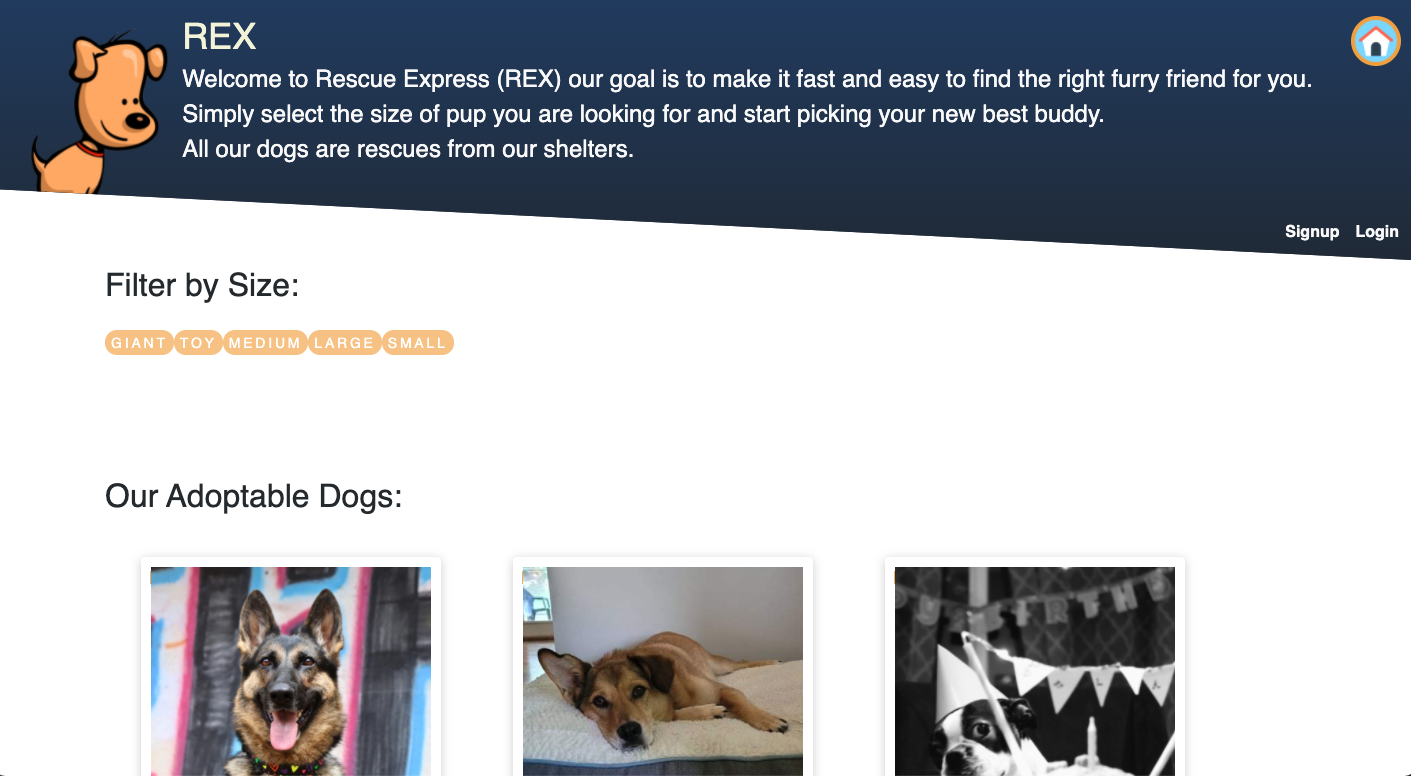 REX
Welcome to Rescue Express (REX) our goal is to make it fast and easy to find the right furry friend for you.
Simply select the size of pup you are looking for and start picking your new best buddy.
All our dogs are rescues from our shelters.
Signup Login
Filter by Size:
GIANT TOY MEDIUM LARGE SMALL
Our Adoptable Dogs: